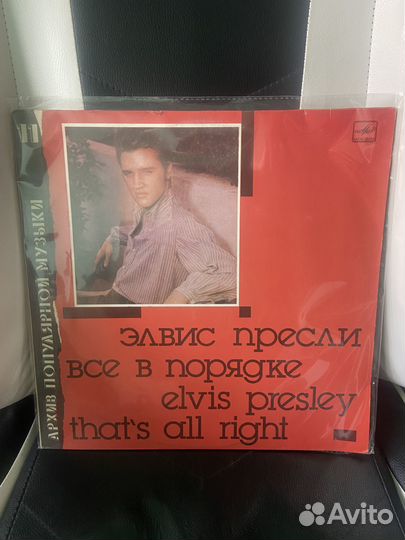 11
АРХИВ ПОПУЛЯРНОЙ МУЗЫКИ
элвис пресли
все в порядке
elvis presley
that's all right
Avito